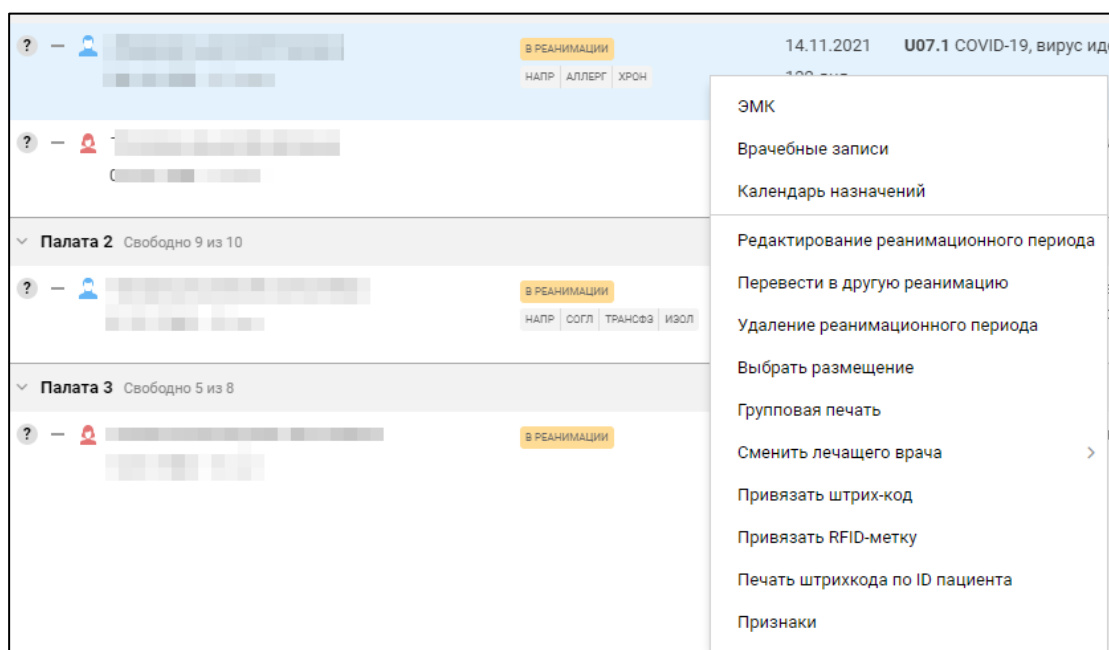 ? В РЕАНИМАЦИИ 14.11.2021 U07.1 COVID-19, вирус ид
НАПР АЛЛЕРГ ХРОН
?
Палата 2 Свободно 9 из 10
? В РЕАНИМАЦИИ
НАПР СОГЛ ТРАНСФЗ ИЗОЛ
Палата 3 Свободно 5 из 8
? В РЕАНИМАЦИИ
ЭМК
Врачебные записи
Календарь назначений
Редактирование реанимационного периода
Перевести в другую реанимацию
Удаление реанимационного периода
Выбрать размещение
Групповая печать
Сменить лечащего врача
Привязать штрих-код
Привязать RFID-метку
Печать штрихкода по ID пациента
Признаки